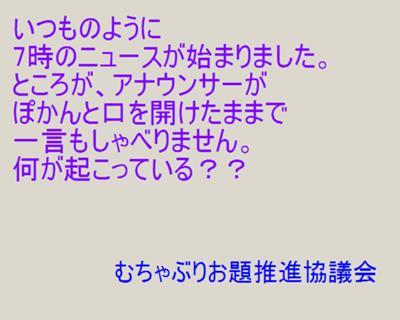 いつものように
7時のニュースが始まりました。
ところが、アナウンサーが
ぽかんと口を開けたままで
一言もしゃべりません。
何が起こっている？？
むちゃぶりお題推進協議会